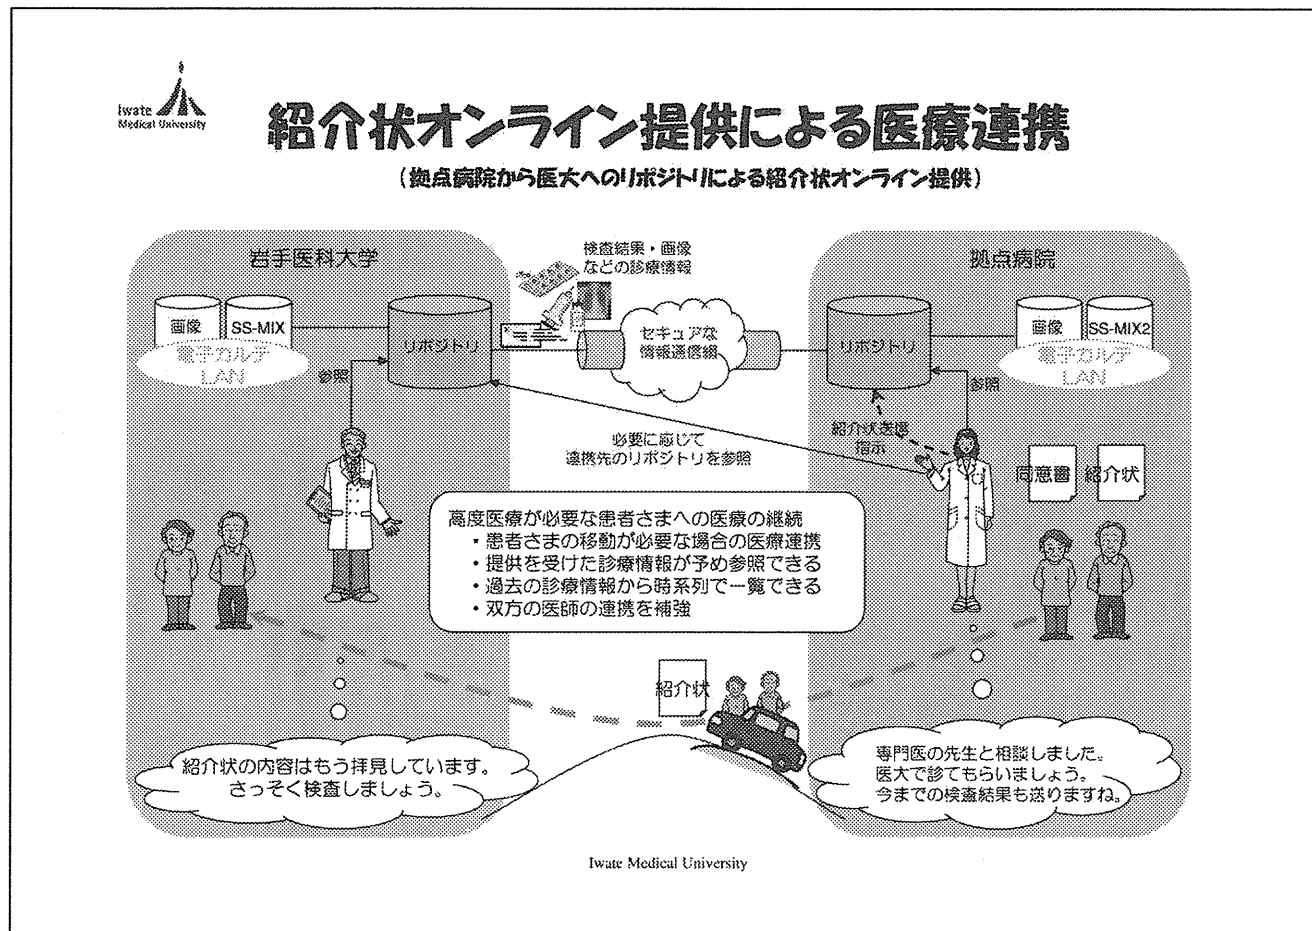 Iwate
Medical University
紹介状オンライン提供による医療連携
(拠点病院から医大へのリポジトリによる紹介状オンライン提供)
岩手医科大学
検査結果・画像
などの診療情報
拠点病院
画像
SS-MIX
電子カルテ
LAN
リポジトリ
セキュアな
情報通信網
リポジトリ
画像
SS-MIX2
電子カルテ
LAN
参照
参照
紹介状送信
指示
必要に応じて
連携先のリポジトリを参照
同意書
紹介状
高度医療が必要な患者さまへの医療の継続
・患者さまの移動が必要な場合の医療連携
・提供を受けた診療情報が予め参照できる
・過去の診療情報から時系列で一覧できる
・双方の医師の連携を補強
紹介状
紹介状の内容はもう拝見しています。
さっそく検査しましょう。
専門医の先生と相談しました。
医大で診てもらいましょう。
今までの検査結果も送りますね。
Iwate Medical University